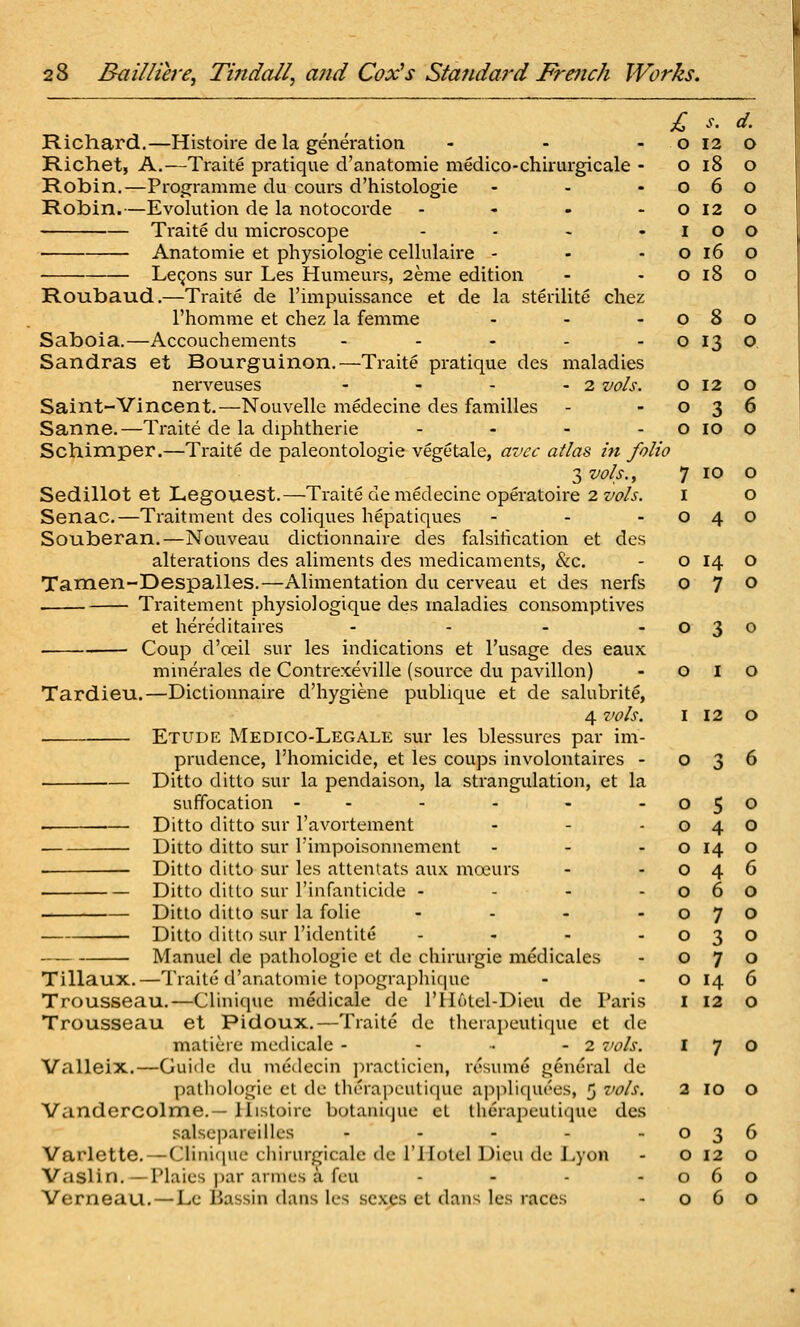 28 Baillière, Tindall, and Cox's Standard French Works.
£ s. d.
Richard.—Histoire de la géneration - - - 0 12 0
Richet, A.—Traité pratique d'anatomie médico-chirurgicale - 0 18 0
Robin.—Programme du cours d'histologie - - - 0 6 0
Robin.—Evolution de la notocorde - - - - 0 12 0
——— Traité du microscope - - - - 1 0 0
——— Anatomie et physiologie cellulaire - - - 0 16 0
——— Leçons sur Les Humeurs, 2ème edition - - 0 18 0
Roubaud.—Traité de l'impuissance et de la stérilité chez
l'homme et chez la femme - - - 0 8 0
Saboia.—Accouchements - - - - - 0 13 0
Sandras et Bourguinon.—Traité pratique des maladies
nerveuses - - - - 2 vols. 0 12 0
Saint-Vincent.—Nouvelle médecine des familles - - 0 3 6
Sanne.—Traité de la diphtherie - - - - 0 10 0
Schimper.—Traité de paleontologie végétale, avec atlas in folio
3 vols., 7 10 0
Sedillot et Legouest.—Traité de médecine opératoire 2 vols. 1 0
Senac.—Traitment des coliques hépatiques - - - 0 4 0
Souberan.—Nouveau dictionnaire des falsification et des
alterations des aliments des medicaments, &c. - 0 14 0
Tamen-Despalles.—Alimentation du cerveau et des nerfs 0 7 0
——— Traitement physiologique des maladies consomptives
et héréditaires - - - - 0 3 0
——— Coup d'œil sur les indications et l'usage des eaux
minérales de Contrexéville (source du pavillon) - 0 1 0
Tardieu.—Dictionnaire d'hygiène publique et de salubrité,
4 vols. 1 12 0
——— Etude Medico-Legale sur les blessures par im-
prudence, l'homicide, et les coups involontaires - 0 3 6
——— Ditto ditto sur la pendaison, la strangulation, et la
suffocation - - - - - - 0 5 0
——— Ditto ditto sur l'avortement - - - 0 4 0
——— Ditto ditto sur l'impoisonnement - - - 0 14 0
——— Ditto ditto sur les attentats aux mœurs - - 0 4 6
——— Ditto ditto sur l'infanticide - - - - 0 6 0
——— Ditto ditto sur la folie - - - - 0 7 0
——— Ditto ditto sur l'identité - - - - 0 3 0
——— Manuel de pathologie et de chirurgie médicales - 0 7 0
Tillaux.—Traité d'anatomie topographique - - 0 14 6
Trousseau.—Clinique médicale de l'Hôtel-Dieu de Paris 1 12 0
Trousseau et Pidoux.—Traité de therapeutique et de
matière medicale - - - - 2 vols. 1 7 0
Valleix.—Guide du médecin practicien, résumé général de
pathologie et de thérapeutique appliquées, 5 vols. 2 10 0
Vandercolme.—Histoire botanique et thérapeutique des
salsepareilles - - - - - 0 3 6
Varlette.—Clinique chirurgicale de l'Hotel Dieu de Lyon - 0 12 0
Vaslin.—Plaies par armes à feu - - - - 0 6 0
Verneau.—Le Bassin dans les sexes et dans les races - 0 6 0